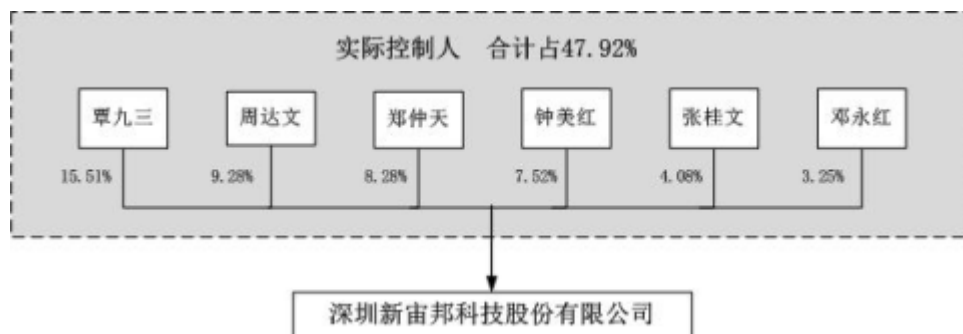 实际控制人 合计占47.92%
覃九三 周达文 郑仲天 钟美红 张桂文 邓永红
15.51% 9.28% 8.28% 7.52% 4.08% 3.25%
深圳新宙邦科技股份有限公司